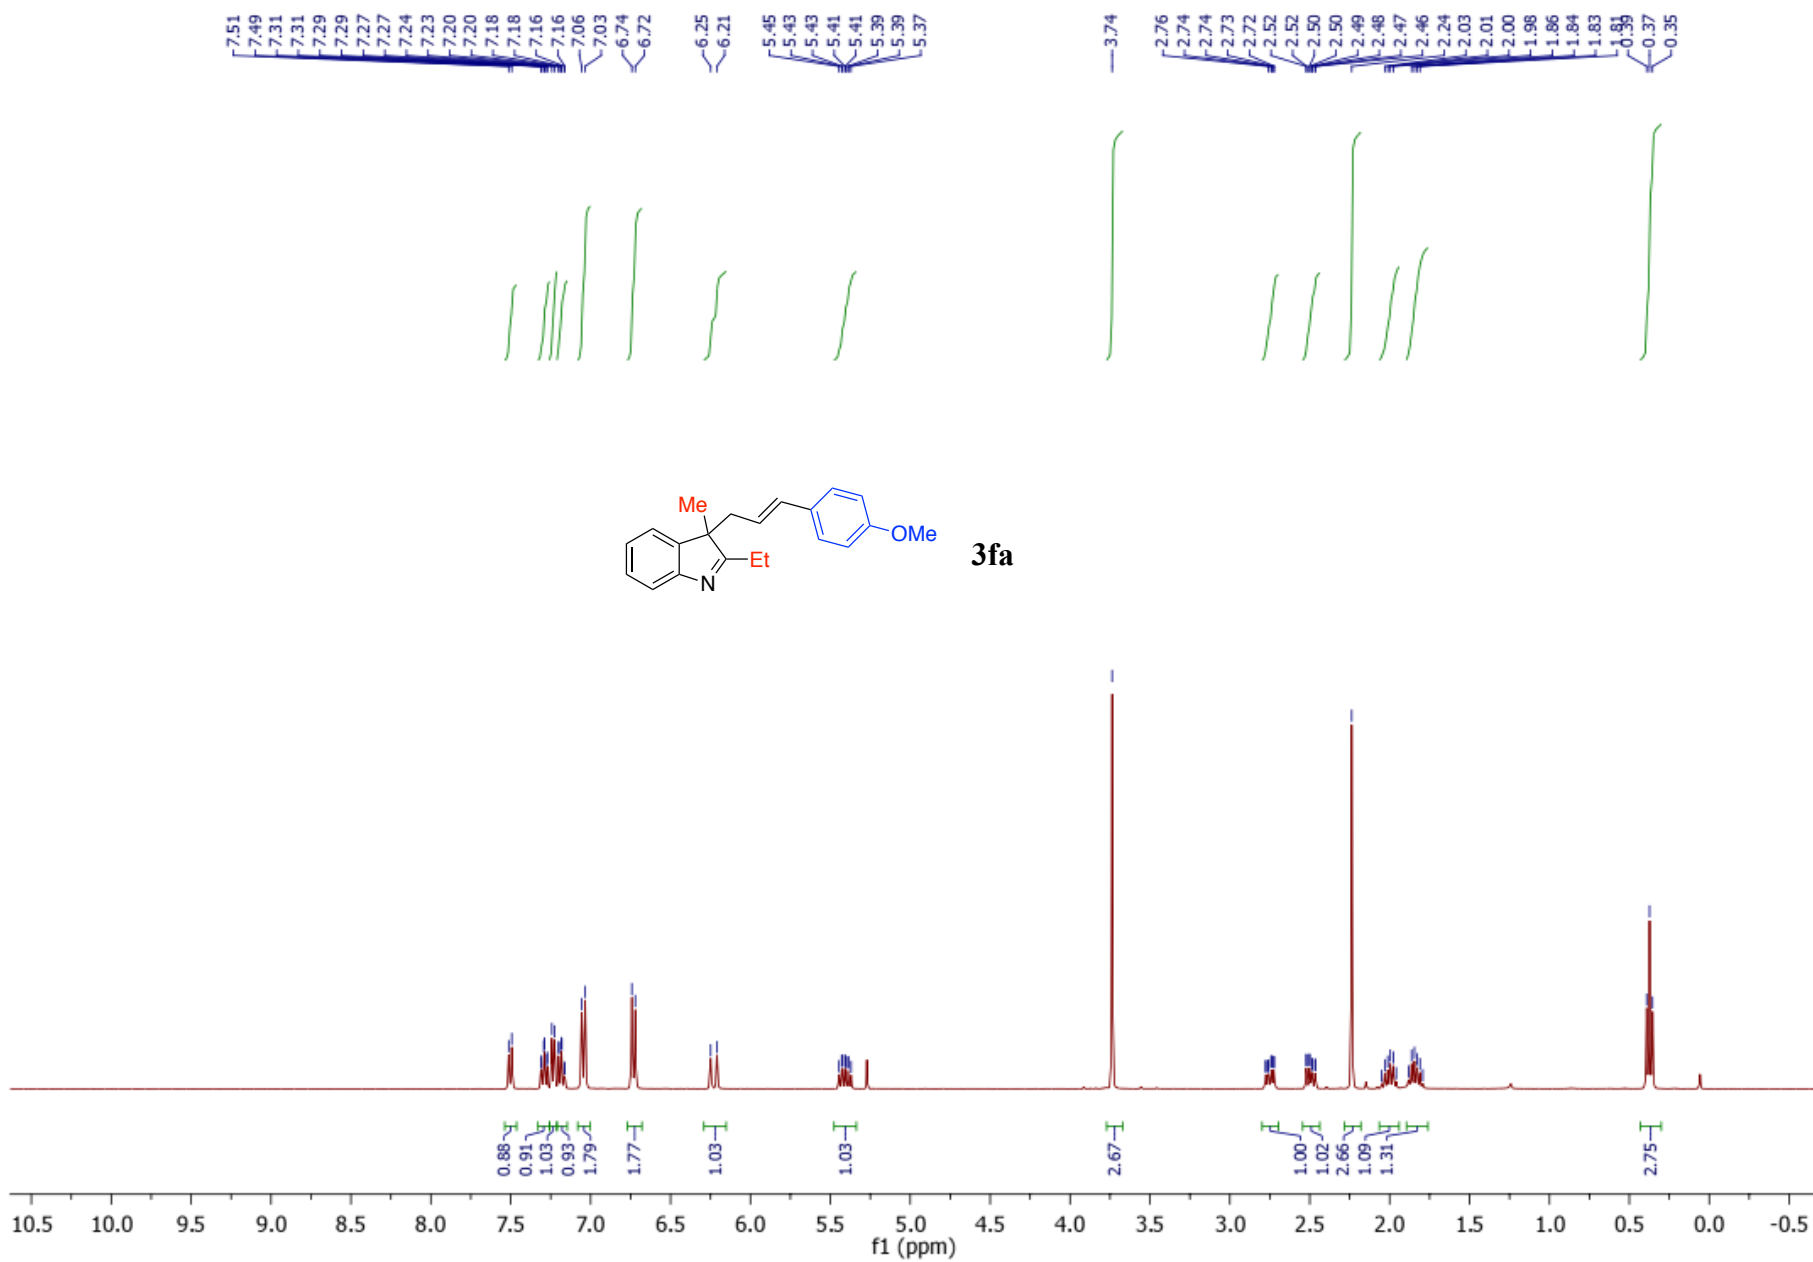 7.51 7.49 7.31 7.31 7.29 7.29 7.27 7.27 7.24 7.23 7.20 7.20 7.18 7.18 7.16 7.16 7.06 7.03 6.74 6.72 6.25 6.21 5.45 5.43 5.43 5.41 5.41 5.39 5.39 5.37 3.74 2.76 2.74 2.74 2.73 2.72 2.52 2.52 2.50 2.50 2.49 2.48 2.47 2.46 2.24 2.03 2.01 2.00 1.98 1.86 1.84 1.83 1.81 0.39 0.37 0.35
Me
OMe
Et
N
3fa
0.88 0.91 1.03 0.93 1.79 1.77 1.03 1.03 2.67 1.00 1.02 2.66 1.09 1.31 2.75
10.5 10.0 9.5 9.0 8.5 8.0 7.5 7.0 6.5 6.0 5.5 5.0 4.5 4.0 3.5 3.0 2.5 2.0 1.5 1.0 0.5 0.0 -0.5
f1 (ppm)